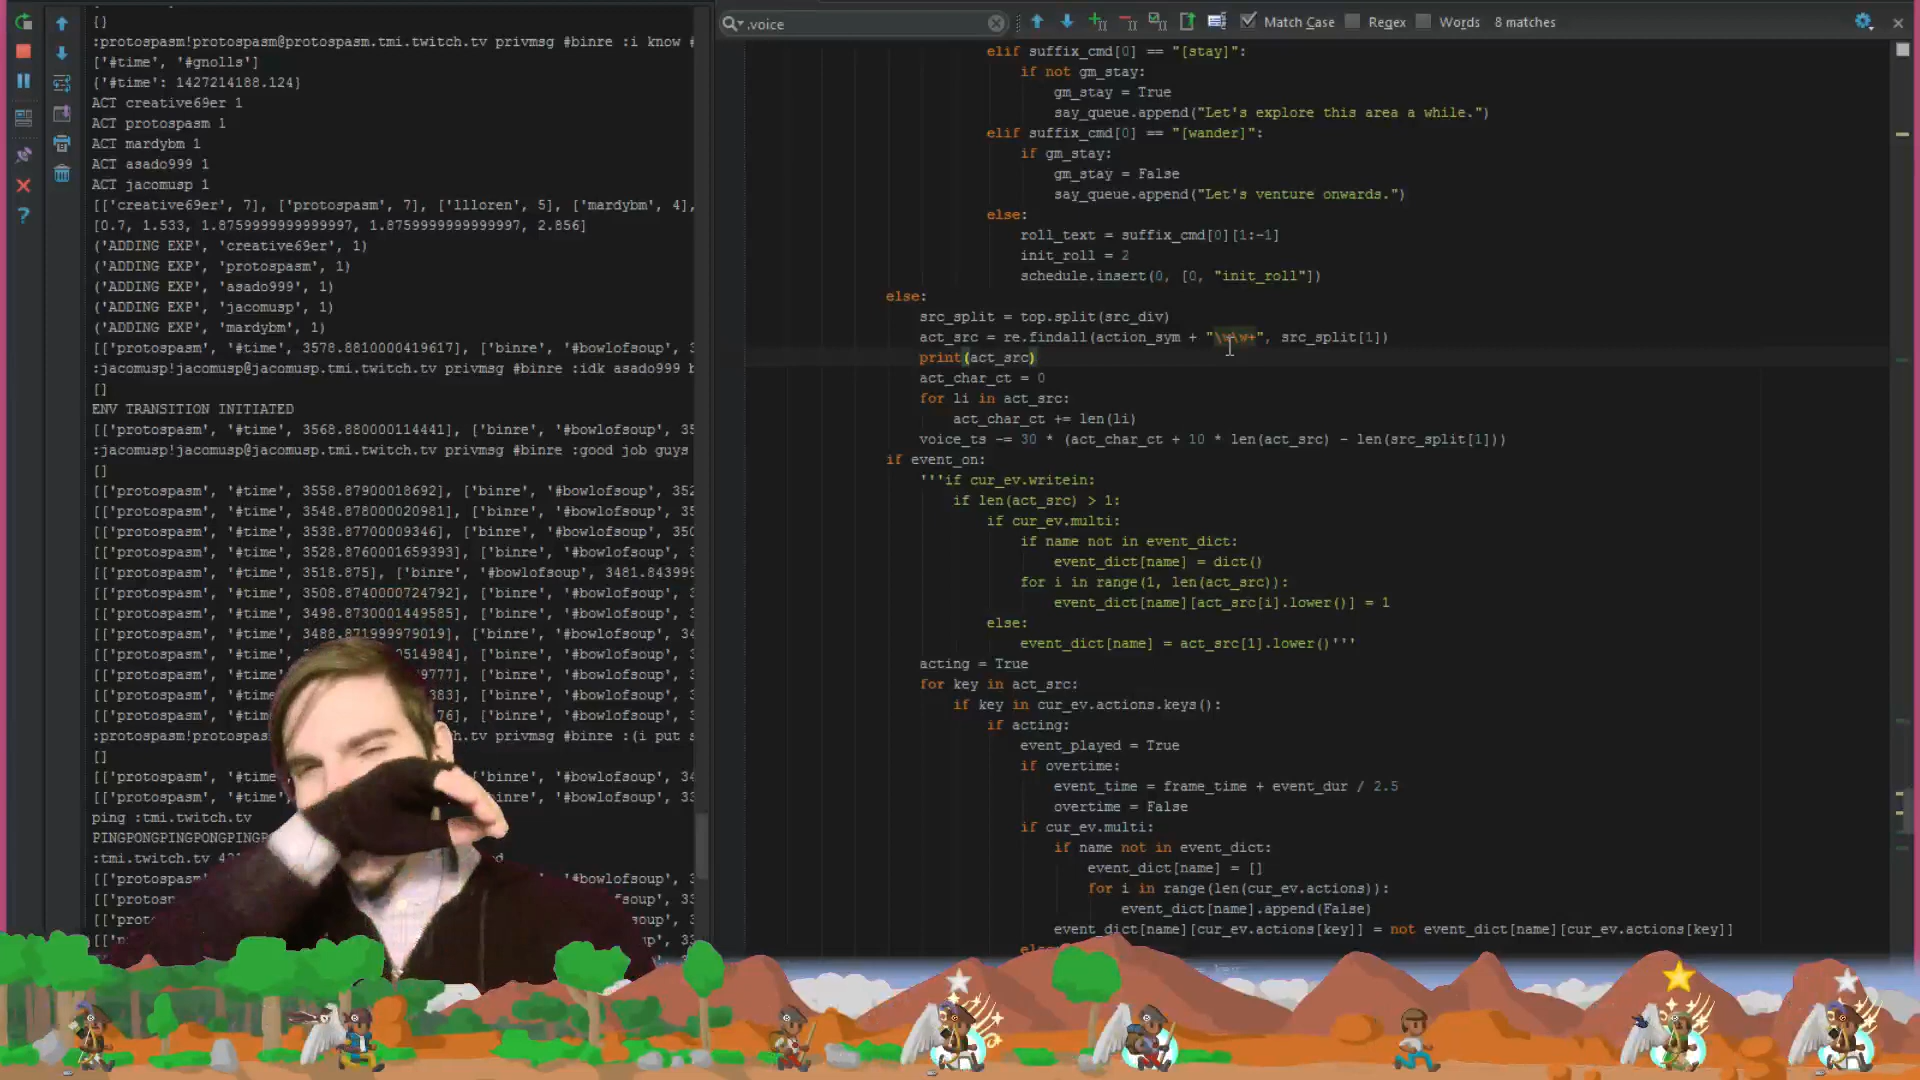 []
:protospasm!protospasm@protospasm.tmi.twitch.tv privmsg #binre :i know #
['#time', '#gnolls']
{'#time': 1427214188.124}
ACT creative69er 1
ACT protospasm 1
ACT mardybm 1
ACT asado999 1
ACT jacomusp 1
[['creative69er', 7], ['protospasm', 7], ['llloren', 5], ['mardybm', 4],
[0.7, 1.533, 1.8759999999999997, 1.8759999999999997, 2.856]
('ADDING EXP', 'creative69er', 1)
('ADDING EXP', 'protospasm', 1)
('ADDING EXP', 'asado999', 1)
('ADDING EXP', 'jacomusp', 1)
('ADDING EXP', 'mardybm', 1)
[['protospasm', '#time', 3578.8810000419617], ['binre', '#bowlofsoup',
:jacomusp!jacomusp@jacomusp.tmi.twitch.tv privmsg #binre :idk asado999 b
[]
ENV TRANSITION INITIATED
[['protospasm', '#time', 3568.880000114441], ['binre', '#bowlofsoup', 35
:jacomusp!jacomusp@jacomusp.tmi.twitch.tv privmsg #binre :good job guys
[]
[['protospasm', '#time', 3558.87900018692], ['binre', '#bowlofsoup', 352
[['protospasm', '#time', 3548.878000020981], ['binre', '#bowlofsoup', 3
[['protospasm', '#time', 3538.87700009346], ['binre', '#bowlofsoup', 350
[['protospasm', '#time', 3528.8760001659393], ['binre', '#bowlofsoup', 3
[['protospasm', '#time', 3518.875], ['binre', '#bowlofsoup', 3481.843999
[['protospasm', '#time', 3508.8740000724792], ['binre', '#bowlofsoup', 3
[['protospasm', '#time', 3498.8730001449585], ['binre', '#bowlofsoup', 3
[['protospasm', '#time', 3488.871999979019], ['binre', '#bowlofsoup', 34
[['protospasm', '#time', 0514984], ['binre', '#bowlofsoup', 34
[['protospasm', '#time' 9777], ['binre', '#bowlofsoup', 34
[['protospasm', '#time 383], ['binre', '#bowlofsoup', 3
[['protospasm', '#time 76], ['binre', '#bowlofsoup', 3
:protospasm!protospas .tv privmsg #binre :(i put s
[]
[['protospasm', '#time 'binre', '#bowlofsoup', 34
[['protospasm', '#time', inre', '#bowlofsoup', 33
ping :tmi.twitch.tv
PINGPONGPINGPONGPINGP
:tmi.twitch.tv 42
[['protospasm #bowlofsoup', 33
[['protosp bowlofsoup', 3
[['proto owlofsoup', 33
.voice
Match Case Regex Words 8 matches
elif suffix_cmd[0] == "[stay]":
if not gm_stay:
gm_stay = True
say_queue.append("Let's explore this area a while.")
elif suffix_cmd[0] == "[wander]":
if gm_stay:
gm_stay = False
say_queue.append("Let's venture onwards.")
else:
roll_text = suffix_cmd[0][1:-1]
init_roll = 2
schedule.insert(0, [0, "init_roll"])
else:
src_split = top.split(src_div)
act_src = re.findall(action_sym + "\w\w+", src_split[1])
print(act_src)
act_char_ct = 0
for li in act_src:
act_char_ct += len(li)
voice_ts -= 30 * (act_char_ct + 10 * len(act_src) - len(src_split[1]))
if event_on:
'''if cur_ev.writein:
if len(act_src) > 1:
if cur_ev.multi:
if name not in event_dict:
event_dict[name] = dict()
for i in range(1, len(act_src)):
event_dict[name][act_src[i].lower()] = 1
else:
event_dict[name] = act_src[1].lower()'''
acting = True
for key in act_src:
if key in cur_ev.actions.keys():
if acting:
event_played = True
if overtime:
event_time = frame_time + event_dur / 2.5
overtime = False
if cur_ev.multi:
if name not in event_dict:
event_dict[name] = []
for i in range(len(cur_ev.actions)):
event_dict[name].append(False)
event_dict[name][cur_ev.actions[key]] = not event_dict[name][cur_ev.actions[key]]